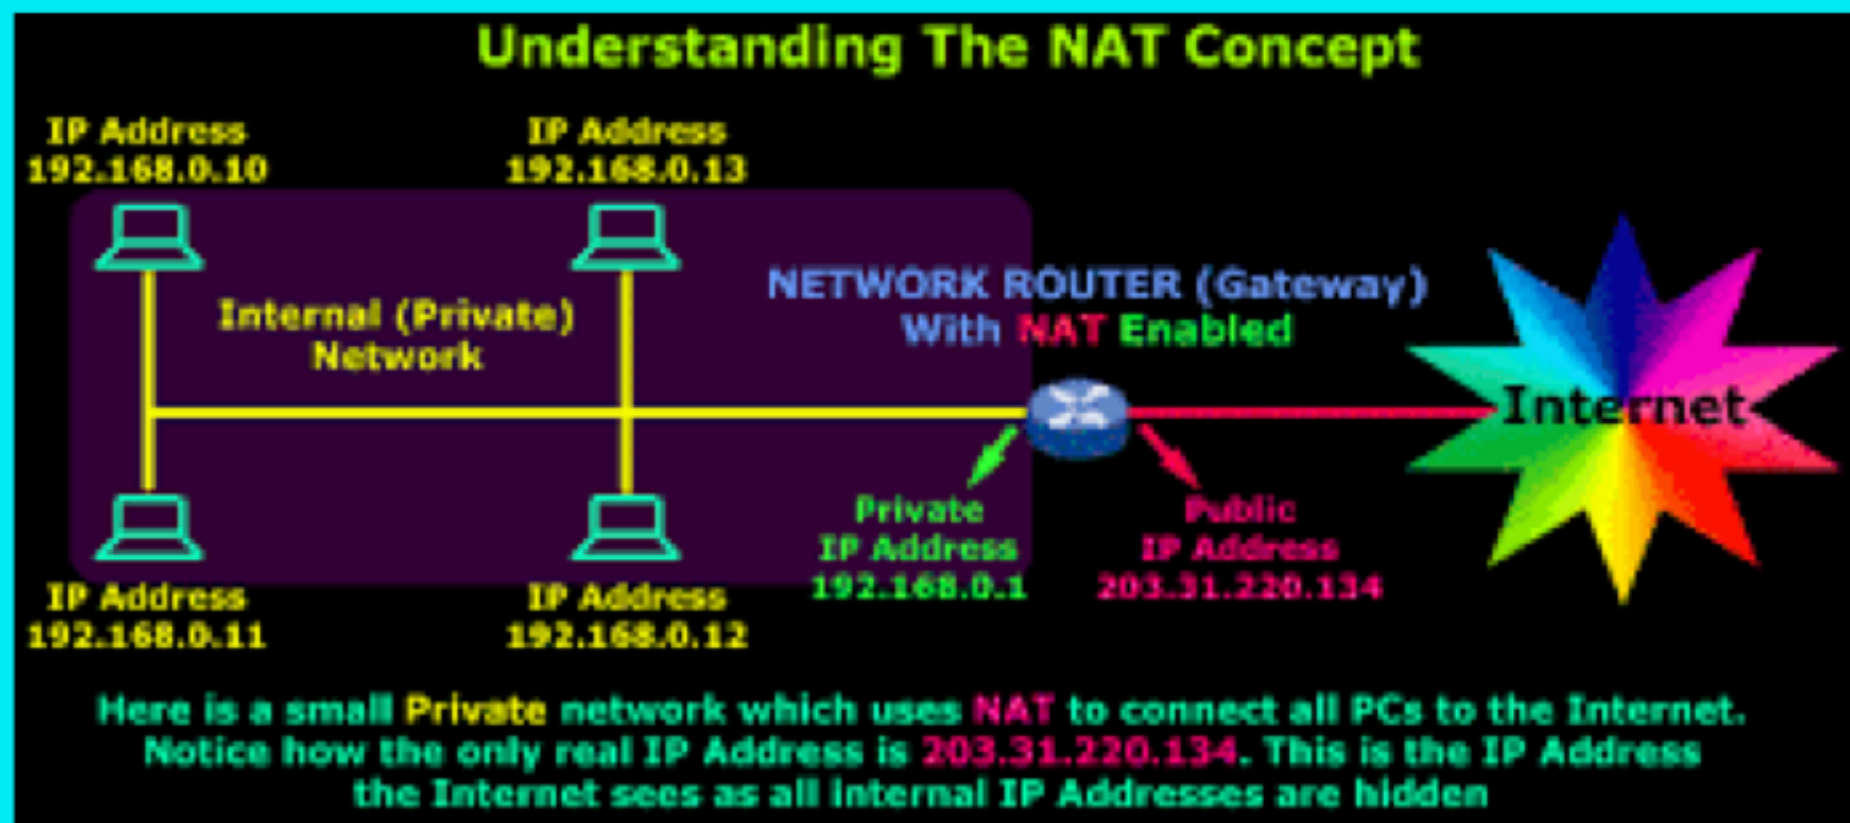 Understanding The NAT Concept
IP Address
192.168.0.10
IP Address
192.168.0.13
Internal (Private)
Network
NETWORK ROUTER (Gateway)
With NAT Enabled
Internet
Private
IP Address
192.168.0.1
Public
IP Address
203.31.220.134
IP Address
192.168.0.11
IP Address
192.168.0.12
Here is a small Private network which uses NAT to connect all PCs to the Internet.
Notice how the only real IP Address is 203.31.220.134. This is the IP Address
the Internet sees as all internal IP Addresses are hidden